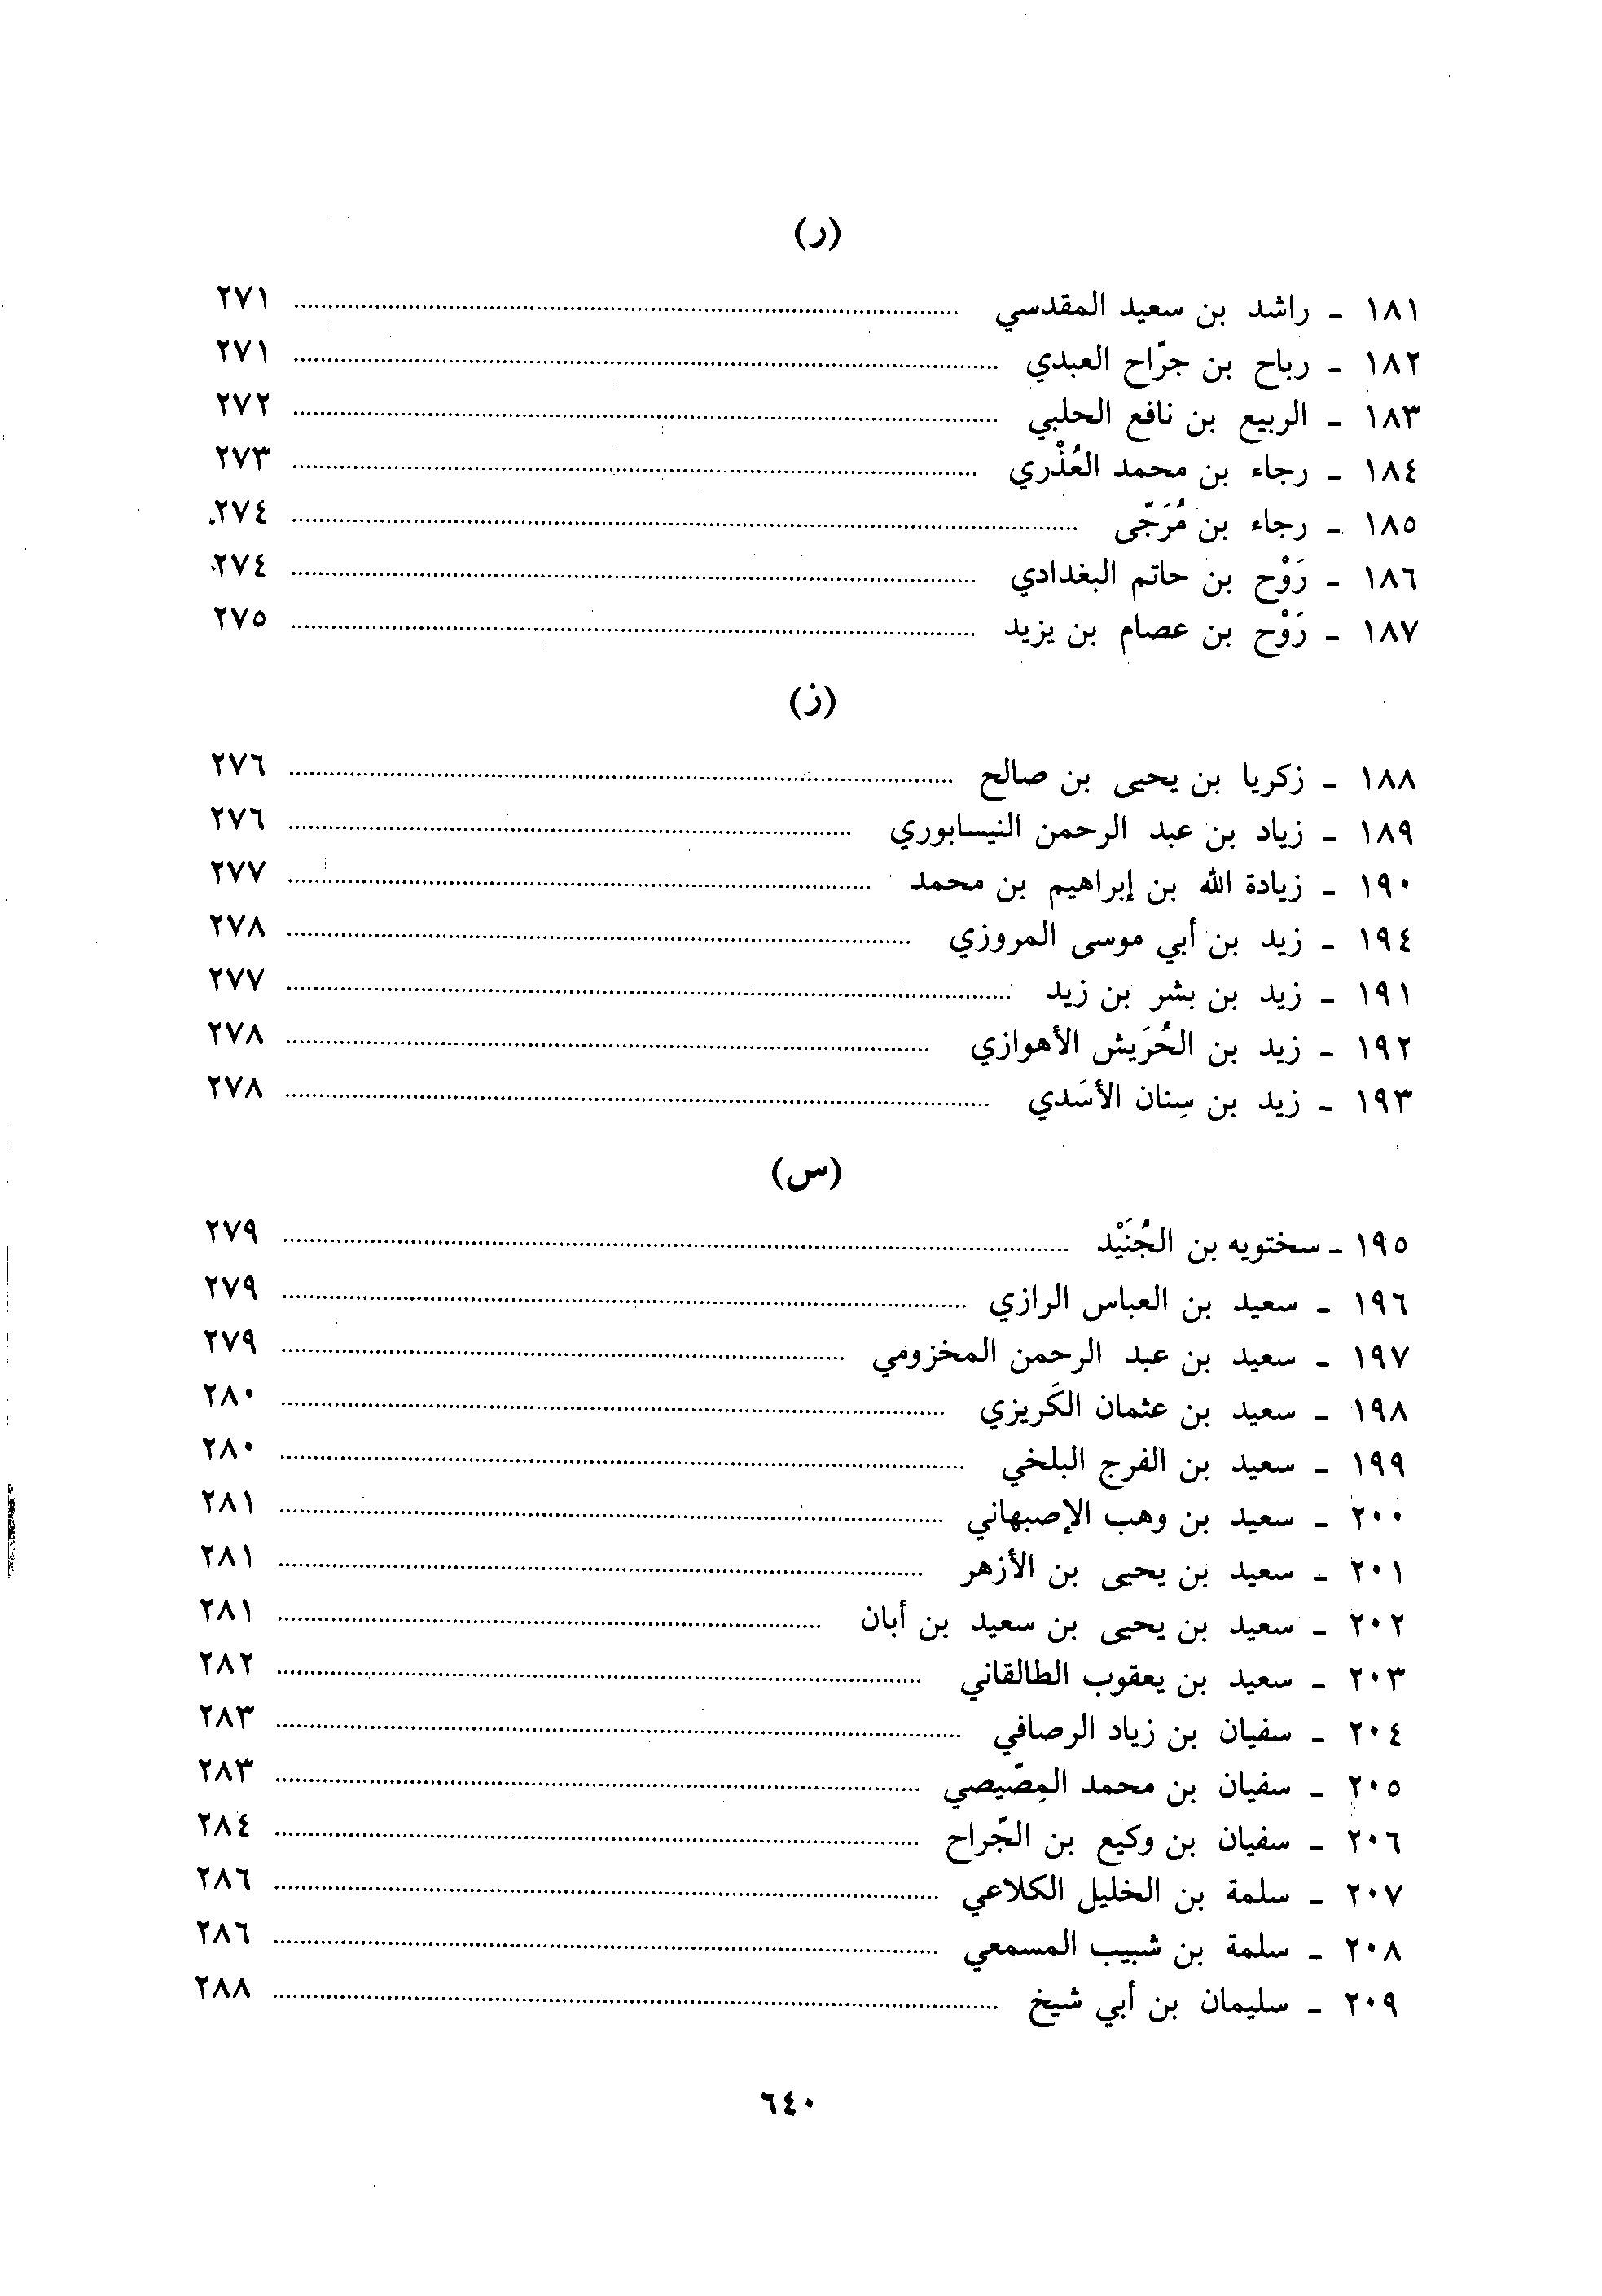 (ر)
١٨١ ـ راشد بن سعيد المقدسي ........ ٢٧١
١٨٢ ـ رباح بن جرّاح العبدي ........ ٢٧١
١٨٣ ـ الربيع بن نافع الحلبي ........ ٢٧٢
١٨٤ ـ رجاء بن محمد العُذْري ........ ٢٧٣
١٨٥ ـ رجاء بن مُرَجّى ........ ٢٧٤
١٨٦ ـ رَوْح بن حاتم البغدادي ........ ٢٧٤
١٨٧ ـ رَوْح بن عصام بن يزيد ........ ٢٧٥
(ز)
١٨٨ ـ زكريا بن يحيى بن صالح ........ ٢٧٦
١٨٩ ـ زياد بن عبد الرحمن النيسابوري ........ ٢٧٦
١٩٠ ـ زيادة الله بن إبراهيم بن محمد ........ ٢٧٧
١٩٤ ـ زيد بن أبي موسى المروزي ........ ٢٧٨
١٩١ ـ زيد بن بشر بن زيد ........ ٢٧٧
١٩٢ ـ زيد بن الحُرَيش الأهوازي ........ ٢٧٨
١٩٣ ـ زيد بن سِنان الأسَدي ........ ٢٧٨
(س)
١٩٥ ـ سختويه بن الجُنَيْد ........ ٢٧٩
١٩٦ ـ سعيد بن العباس الرازي ........ ٢٧٩
١٩٧ ـ سعيد بن عبد الرحمن المخزومي ........ ٢٧٩
١٩٨ ـ سعيد بن عثمان الكَريزي ........ ٢٨٠
١٩٩ ـ سعيد بن الفرج البلخي ........ ٢٨٠
٢٠٠ ـ سعيد بن وهب الإصبهاني ........ ٢٨١
٢٠١ ـ سعيد بن يحيى بن الأزهر ........ ٢٨١
٢٠٢ ـ سعيد بن يحيى بن سعيد بن أبان ........ ٢٨١
٢٠٣ ـ سعيد بن يعقوب الطالقاني ........ ٢٨٢
٢٠٤ ـ سفيان بن زياد الرصافي ........ ٢٨٣
٢٠٥ ـ سفيان بن محمد المِصّيصي ........ ٢٨٣
٢٠٦ ـ سفيان بن وكيع بن الجّراح ........ ٢٨٤
٢٠٧ ـ سلمة بن الخليل الكلاعي ........ ٢٨٦
٢٠٨ ـ سلمة بن شبيب المسمعي ........ ٢٨٦
٢٠٩ ـ سليمان بن أبي شيخ ........ ٢٨٨
٦٤٠